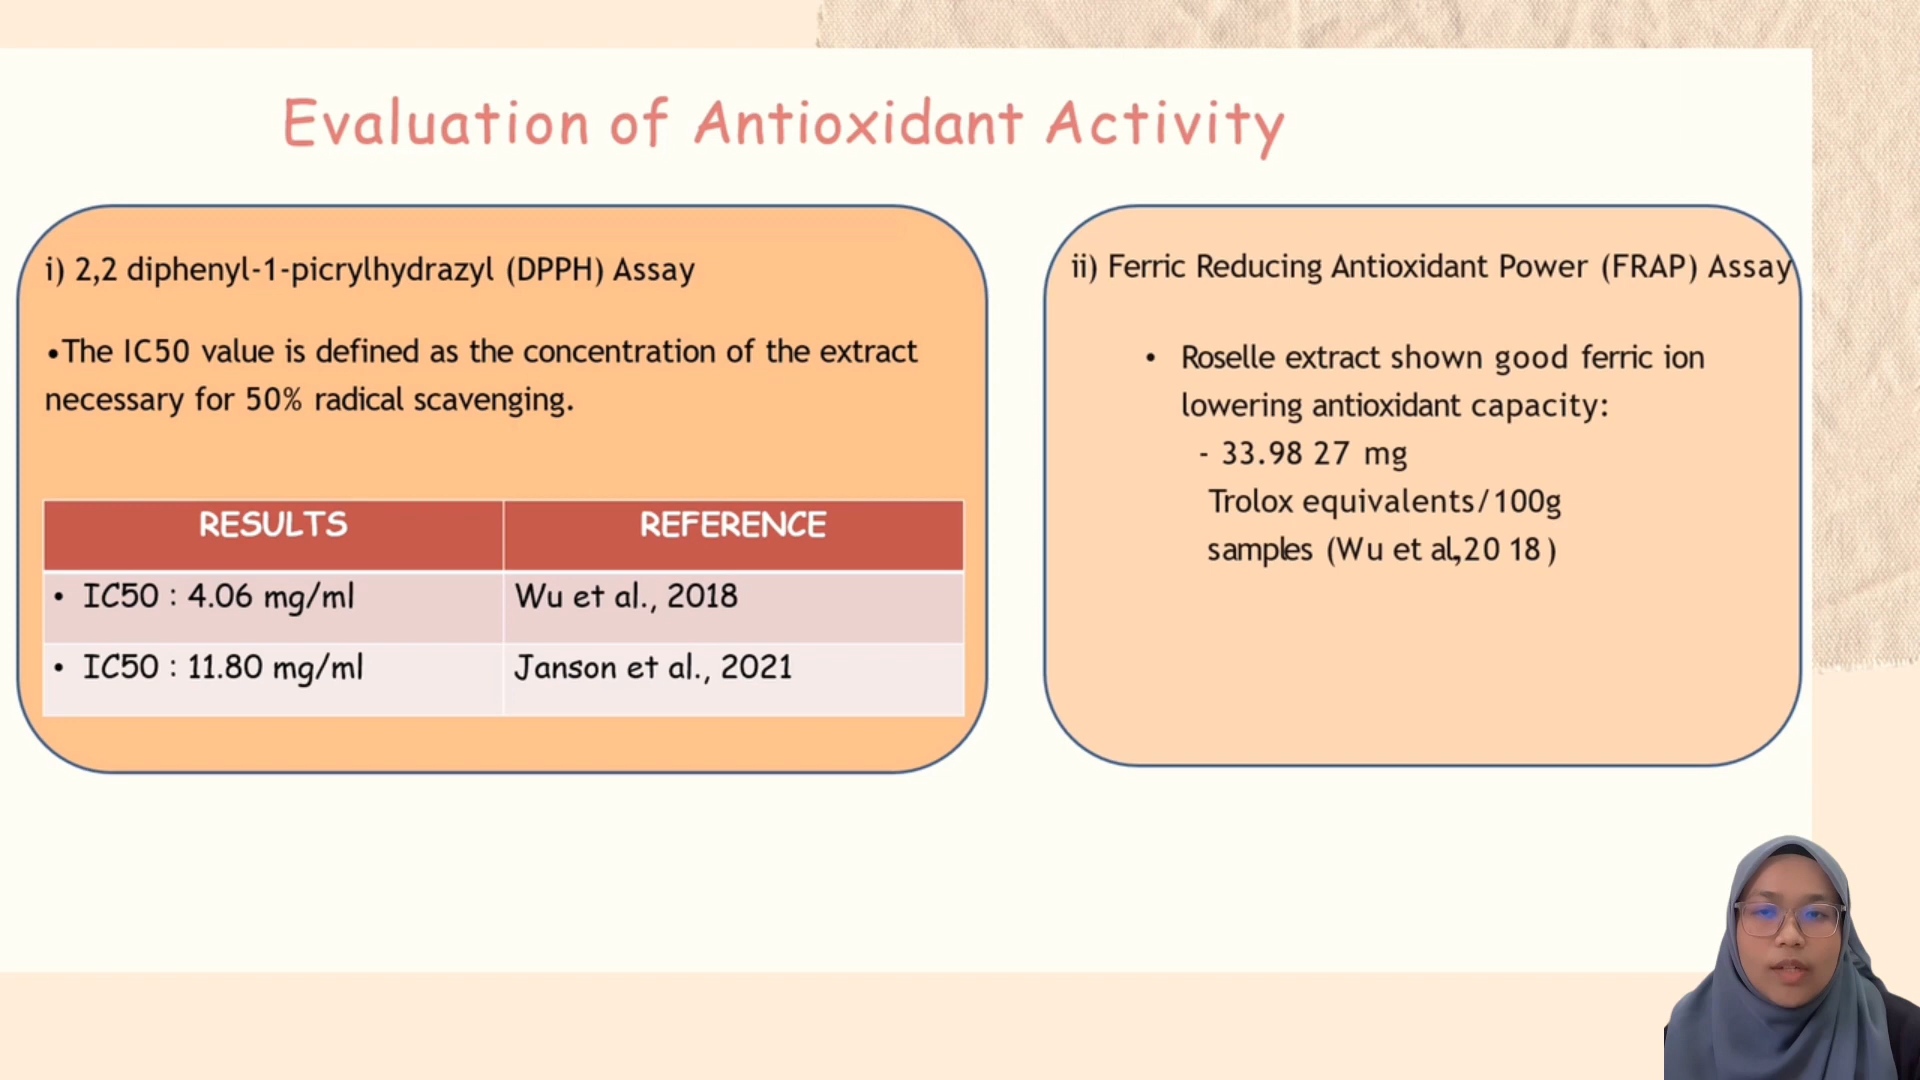 Evaluation of Antioxidant Activity
i) 2,2 diphenyl-1-picrylhydrazyl (DPPH) Assay
•The IC50 value is defined as the concentration of the extract
necessary for 50% radical scavenging.
RESULTS REFERENCE
• IC50 : 4.06 mg/ml Wu et al., 2018
• IC50 : 11.80 mg/ml Janson et al., 2021
ii) Ferric Reducing Antioxidant Power (FRAP) Assay
• Roselle extract shown good ferric ion
lowering antioxidant capacity:
- 33.98 27 mg
Trolox equivalents/100g
samples (Wu et al,,20 18)